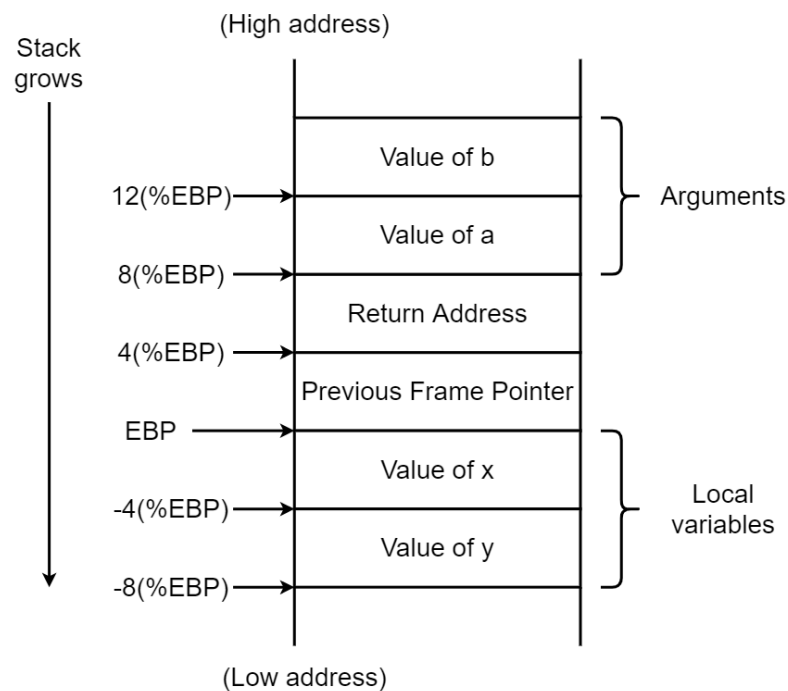 (High address)
Stack
grows
Value of b
12(%EBP)
Arguments
Value of a
8(%EBP)
Return Address
4(%EBP)
Previous Frame Pointer
EBP
Value of x
-4(%EBP)
Local
variables
Value of y
-8(%EBP)
(Low address)